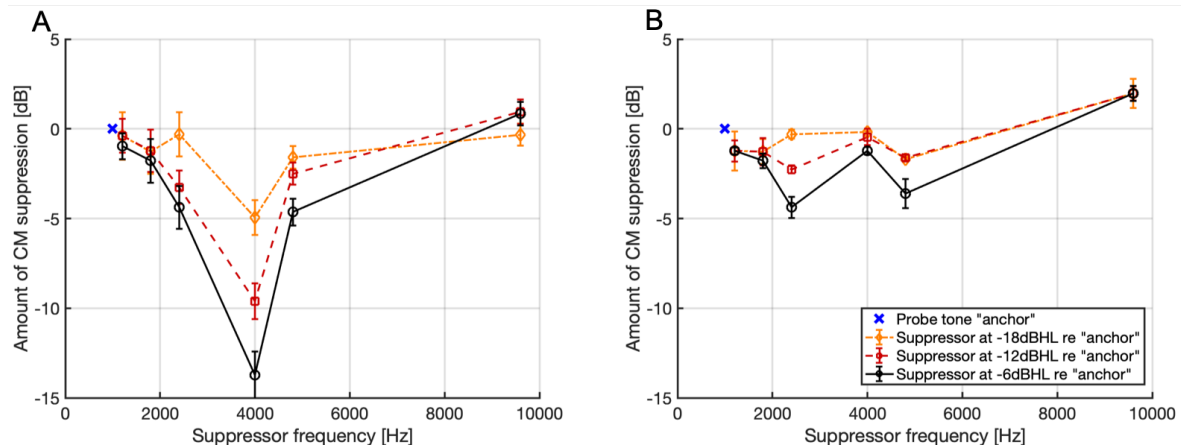 A
Amount of CM suppression [dB]
5
0
-5
-10
-15
0
2000
4000
6000
8000
10000
Suppressor frequency [Hz]
B
Amount of CM suppression [dB]
5
0
-5
-10
-15
0
2000
4000
6000
8000
10000
Suppressor frequency [Hz]
Probe tone "anchor"
Suppressor at -18dBHL re "anchor"
Suppressor at -12dBHL re "anchor"
Suppressor at -6dBHL re "anchor"